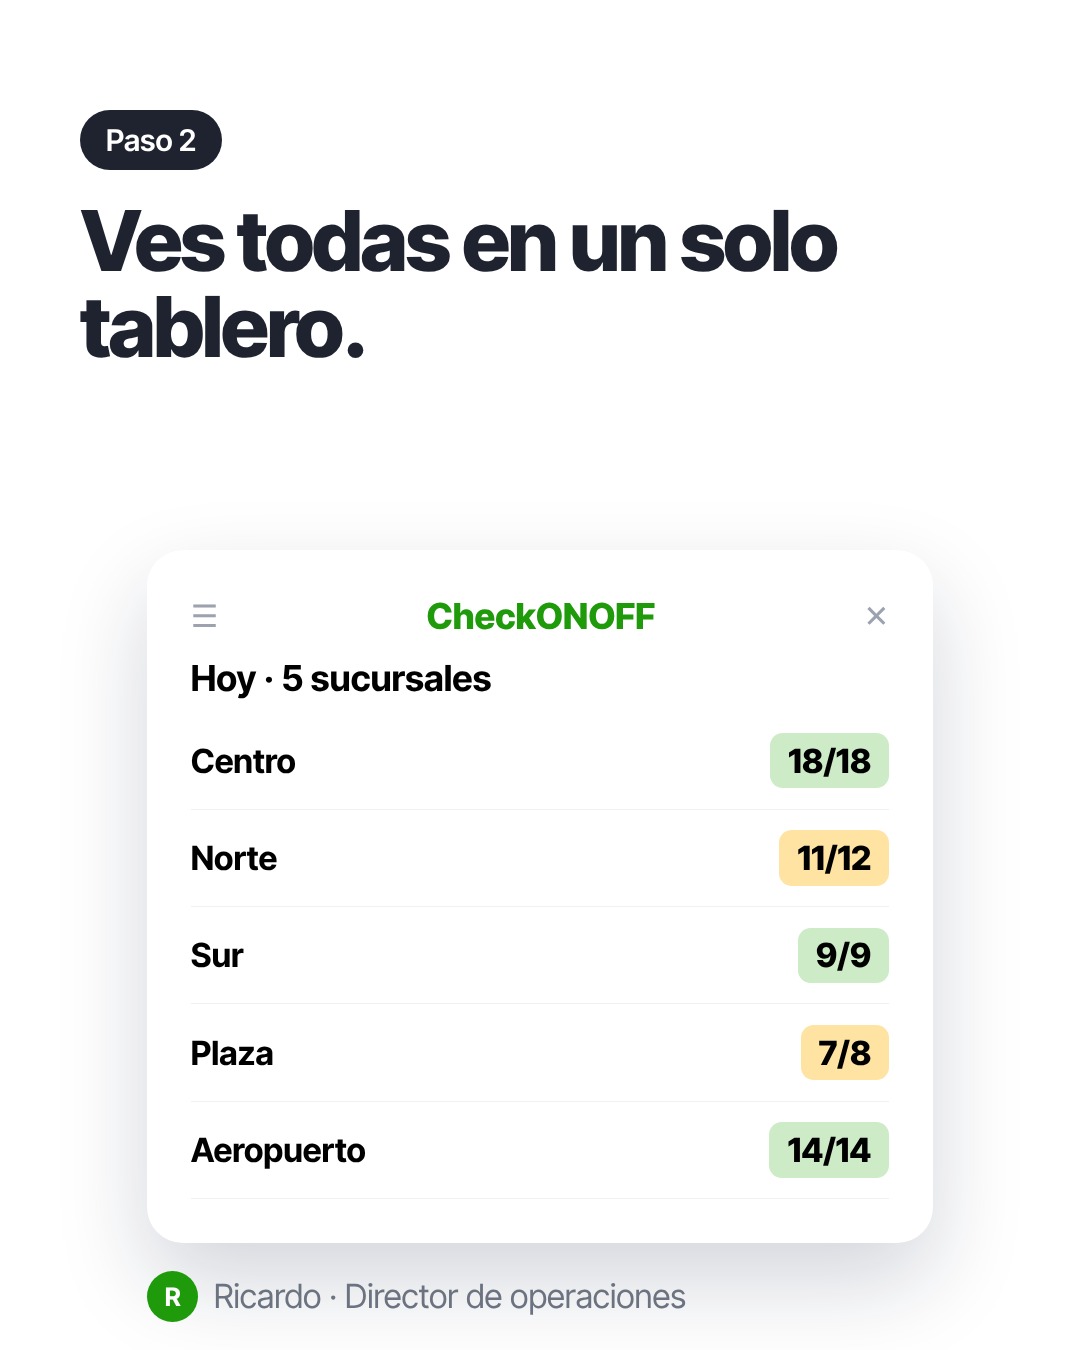 Paso 2
Ves todas en un solo
tablero.
CheckONOFF
Hoy · 5 sucursales
Centro 18/18
Norte 11/12
Sur 9/9
Plaza 7/8
Aeropuerto 14/14
R Ricardo · Director de operaciones